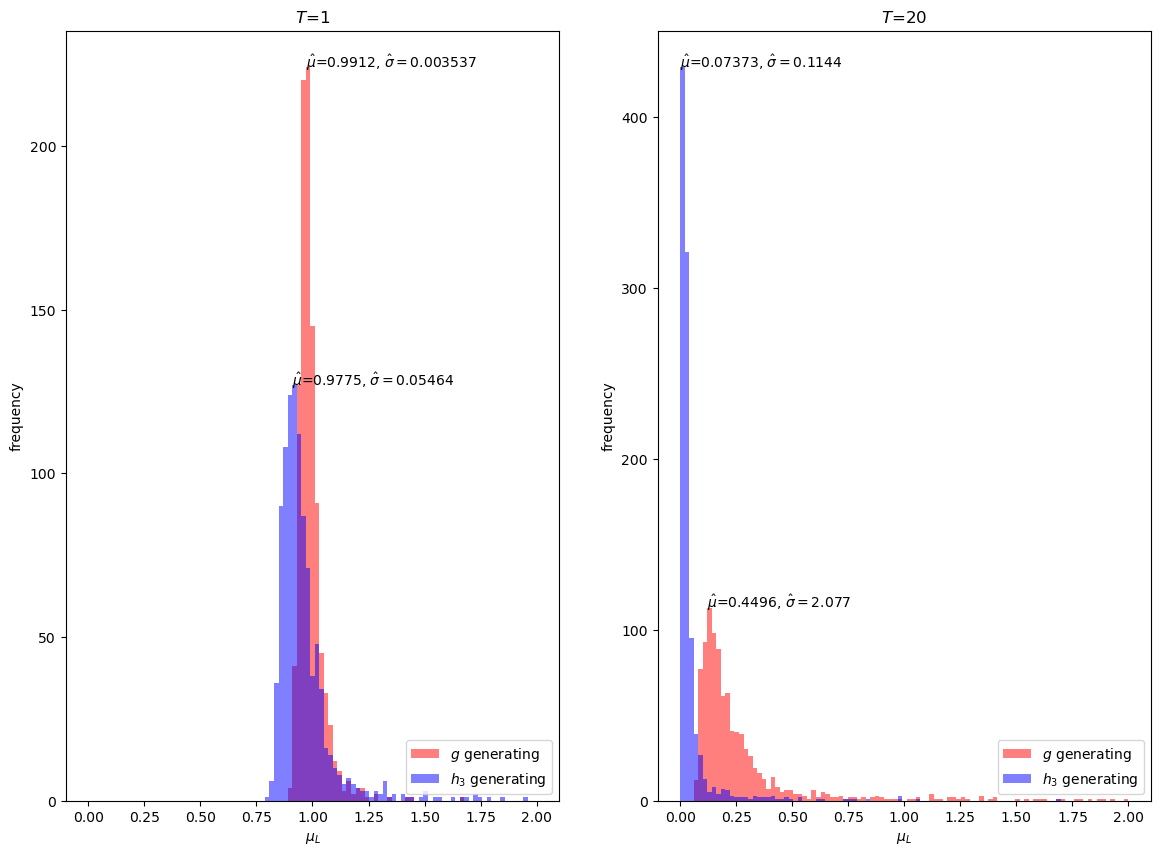 T=1
μ̂=0.9912, σ̂ = 0.003537
μ̂=0.9775, σ̂ = 0.05464
frequency
200
150
100
50
0
0.00 0.25 0.50 0.75 1.00 1.25 1.50 1.75 2.00
μ_L
g generating
h₃ generating
T=20
μ̂=0.07373, σ̂ = 0.1144
μ̂=0.4496, σ̂ = 2.077
frequency
400
300
200
100
0
0.00 0.25 0.50 0.75 1.00 1.25 1.50 1.75 2.00
μ_L
g generating
h₃ generating